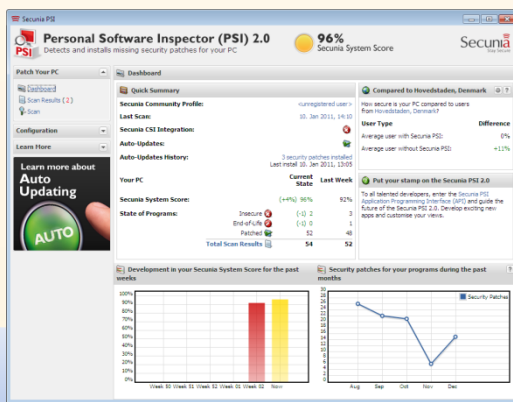 Secunia PSI
Personal Software Inspector (PSI) 2.0
Detects and installs missing security patches for your PC
PSI
96%
Secunia System Score
Secunia
Stay Secure
Patch Your PC
Dashboard
Scan Results (2)
Scan
Configuration
Learn More
Learn more about
Auto
Updating
AUTO
Dashboard
Quick Summary
Secunia Community Profile: <unregistered user>
Last Scan: 10. Jan 2011, 14:10
Secunia CSI Integration:
Auto-Updates:
Auto-Updates History: 3 security patches installed
Last install 10. Jan 2011, 13:05
Your PC Current State Last Week
Secunia System Score: (+4%) 96% 92%
State of Programs: Insecure (-1) 2 3
End-of-Life (-1) 0 1
Patched 52 48
Total Scan Results 54 52
Compared to Hovedstaden, Denmark
How secure is your PC compared to users
from Hovedstaden, Denmark?
User Type Difference
Average user with Secunia PSI: 0%
Average user without Secunia PSI: +11%
Put your stamp on the Secunia PSI 2.0
To all talented developers, enter the Secunia PSI
Application Programming Interface (API) and guide the
future of the Secunia PSI 2.0. Develop exciting new
apps and customise your views.
Development in your Secunia System Score for the past
weeks
100%
90%
80%
70%
60%
50%
40%
30%
20%
10%
0%
Week 50 Week 51 Week 52 Week 01 Week 02 Now
Security patches for your programs during the past
months
Security Patches
30
28
26
24
22
20
18
16
14
12
10
8
6
4
2
0
Aug Sep Oct Nov Dec